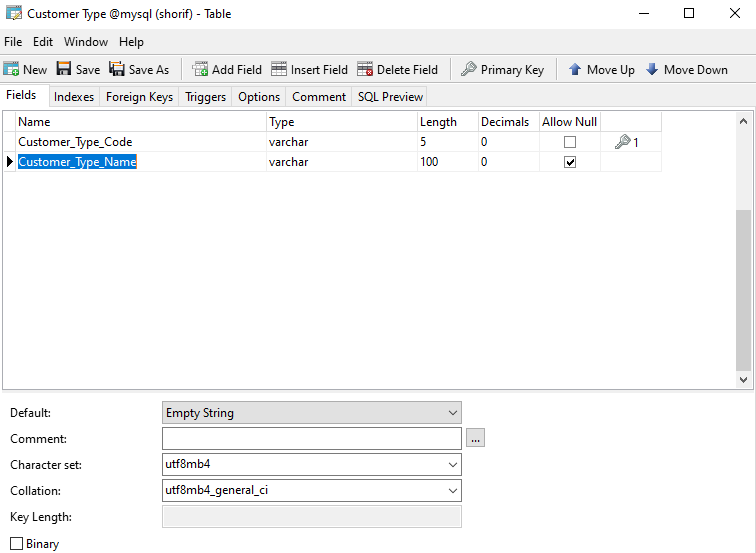 Customer Type @mysql (shorif) - Table
File Edit Window Help
New Save Save As Add Field Insert Field Delete Field Primary Key Move Up Move Down
Fields Indexes Foreign Keys Triggers Options Comment SQL Preview
Name Type Length Decimals Allow Null
Customer_Type_Code varchar 5 0 1
Customer_Type_Name varchar 100 0
Default: Empty String
Comment: ...
Character set: utf8mb4
Collation: utf8mb4_general_ci
Key Length:
Binary